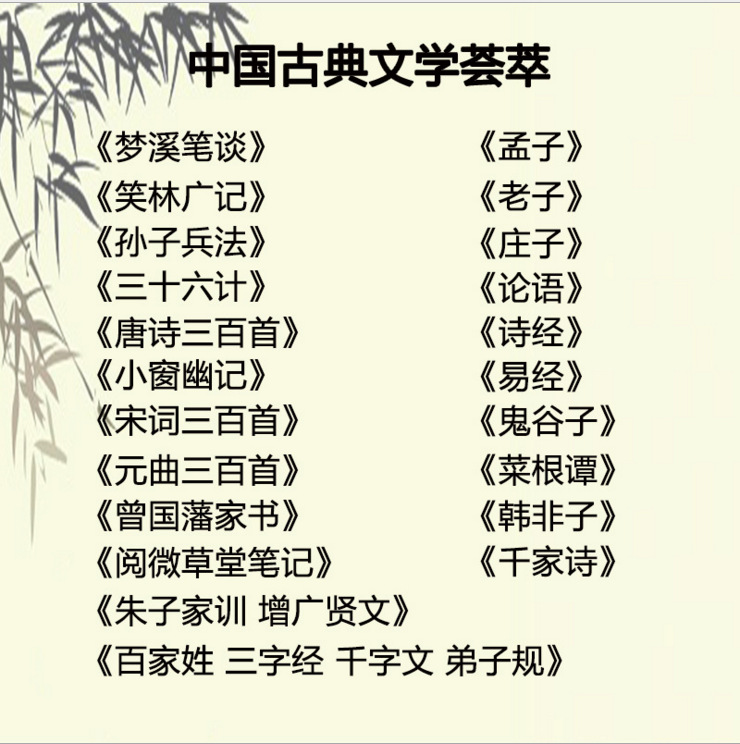 中国古典文学荟萃
《梦溪笔谈》 《孟子》
《笑林广记》 《老子》
《孙子兵法》 《庄子》
《三十六计》 《论语》
《唐诗三百首》 《诗经》
《小窗幽记》 《易经》
《宋词三百首》 《鬼谷子》
《元曲三百首》 《菜根谭》
《曾国藩家书》 《韩非子》
《阅微草堂笔记》 《千家诗》
《朱子家训 增广贤文》
《百家姓 三字经 千字文 弟子规》